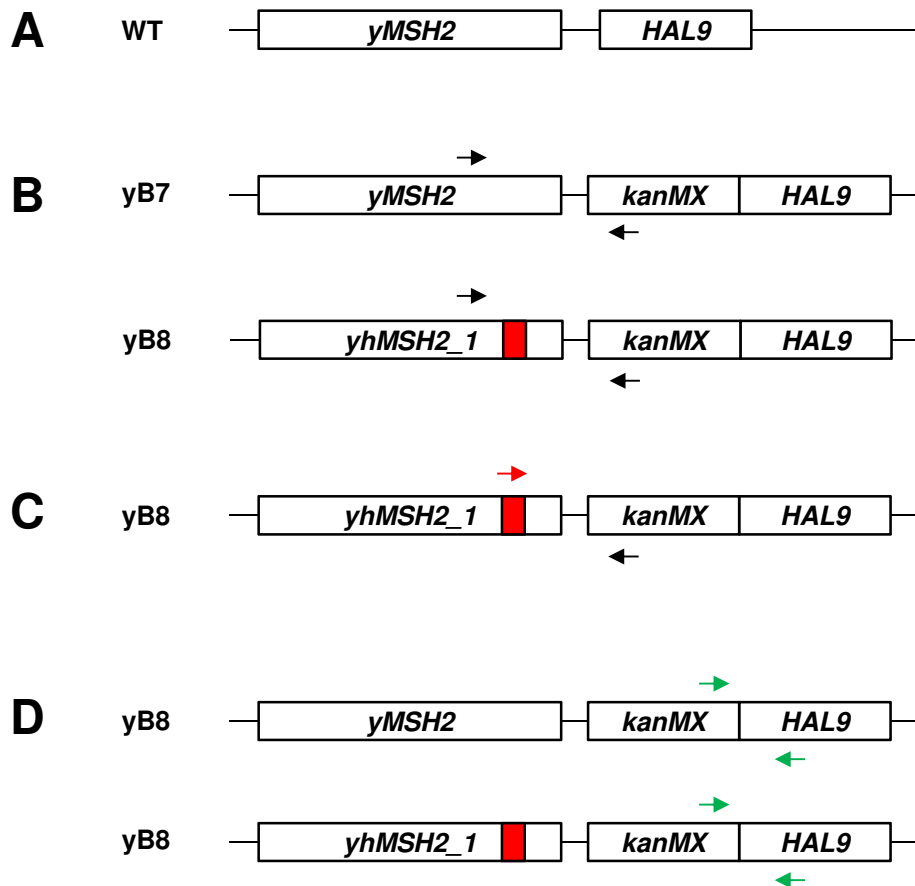 A WT yMSH2 HAL9
B yB7 yMSH2 kanMX HAL9
yB8 yhMSH2_1 kanMX HAL9
C yB8 yhMSH2_1 kanMX HAL9
D yB8 yMSH2 kanMX HAL9
yB8 yhMSH2_1 kanMX HAL9